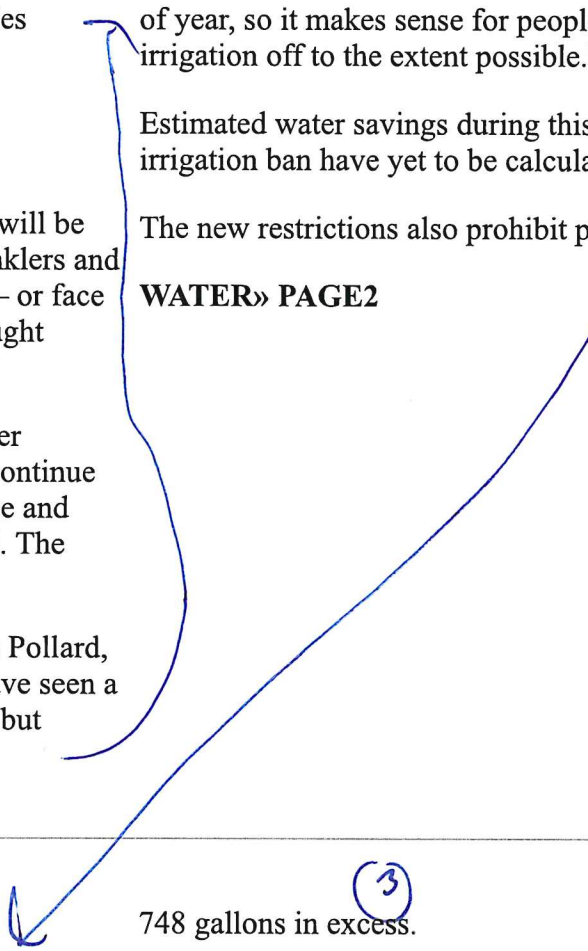 es
will be
klers and
– or face
ght
er
ontinue
e and
. The
Pollard,
ve seen a
but
of year, so it makes sense for peopl
irrigation off to the extent possible.
Estimated water savings during this
irrigation ban have yet to be calcula
The new restrictions also prohibit p
WATER» PAGE2
3
748 gallons in excess.